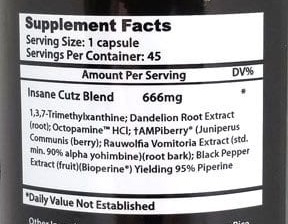 Supplement Facts
Serving Size: 1 capsule
Servings Per Container: 45
Amount Per Serving DV%
Insane Cutz Blend 666mg *
1,3,7-Trimethylxanthine; Dandelion Root Extract
(root); Octopamine™ HCl; †AMPiberry* (Juniperus
Communis (berry); Rauwolfia Vomitoria Extract (std.
min. 90% alpha yohimbine)(root bark); Black Pepper
Extract (fruit)(Bioperine*) Yielding 95% Piperine
*Daily Value Not Established